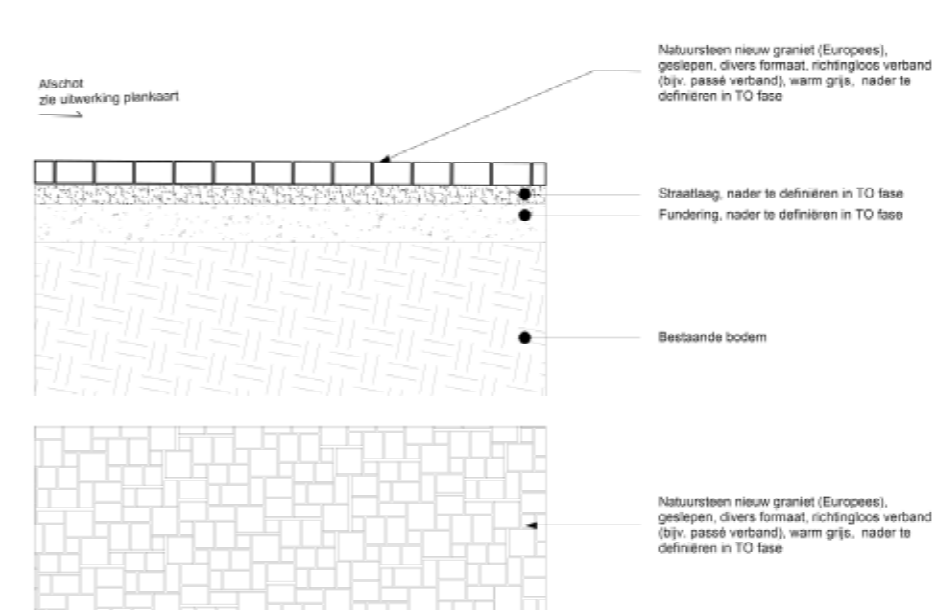 Natuursteen nieuw graniet (Europees),
geslepen, divers formaat, richtingloos verband
(bijv. passé verband), warm grijs, nader te
definiëren in TO fase
Afschot
zie uitwerking plankaart
Straatlaag, nader te definiëren in TO fase
Fundering, nader te definiëren in TO fase
Bestaande bodem
Natuursteen nieuw graniet (Europees),
geslepen, divers formaat, richtingloos verband
(bijv. passé verband), warm grijs, nader te
definiëren in TO fase